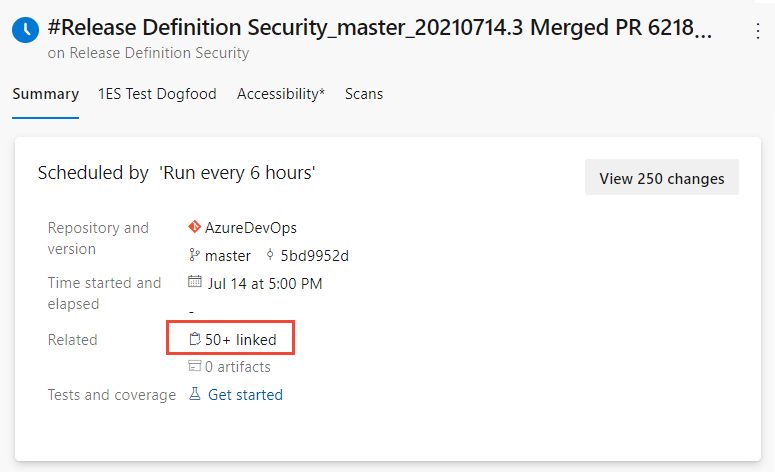 #Release Definition Security_master_20210714.3 Merged PR 6218...
on Release Definition Security
Summary 1ES Test Dogfood Accessibility* Scans
Scheduled by 'Run every 6 hours'
View 250 changes
Repository and version
AzureDevOps
master 5bd9952d
Time started and elapsed
Jul 14 at 5:00 PM
-
Related
50+ linked
0 artifacts
Tests and coverage
Get started